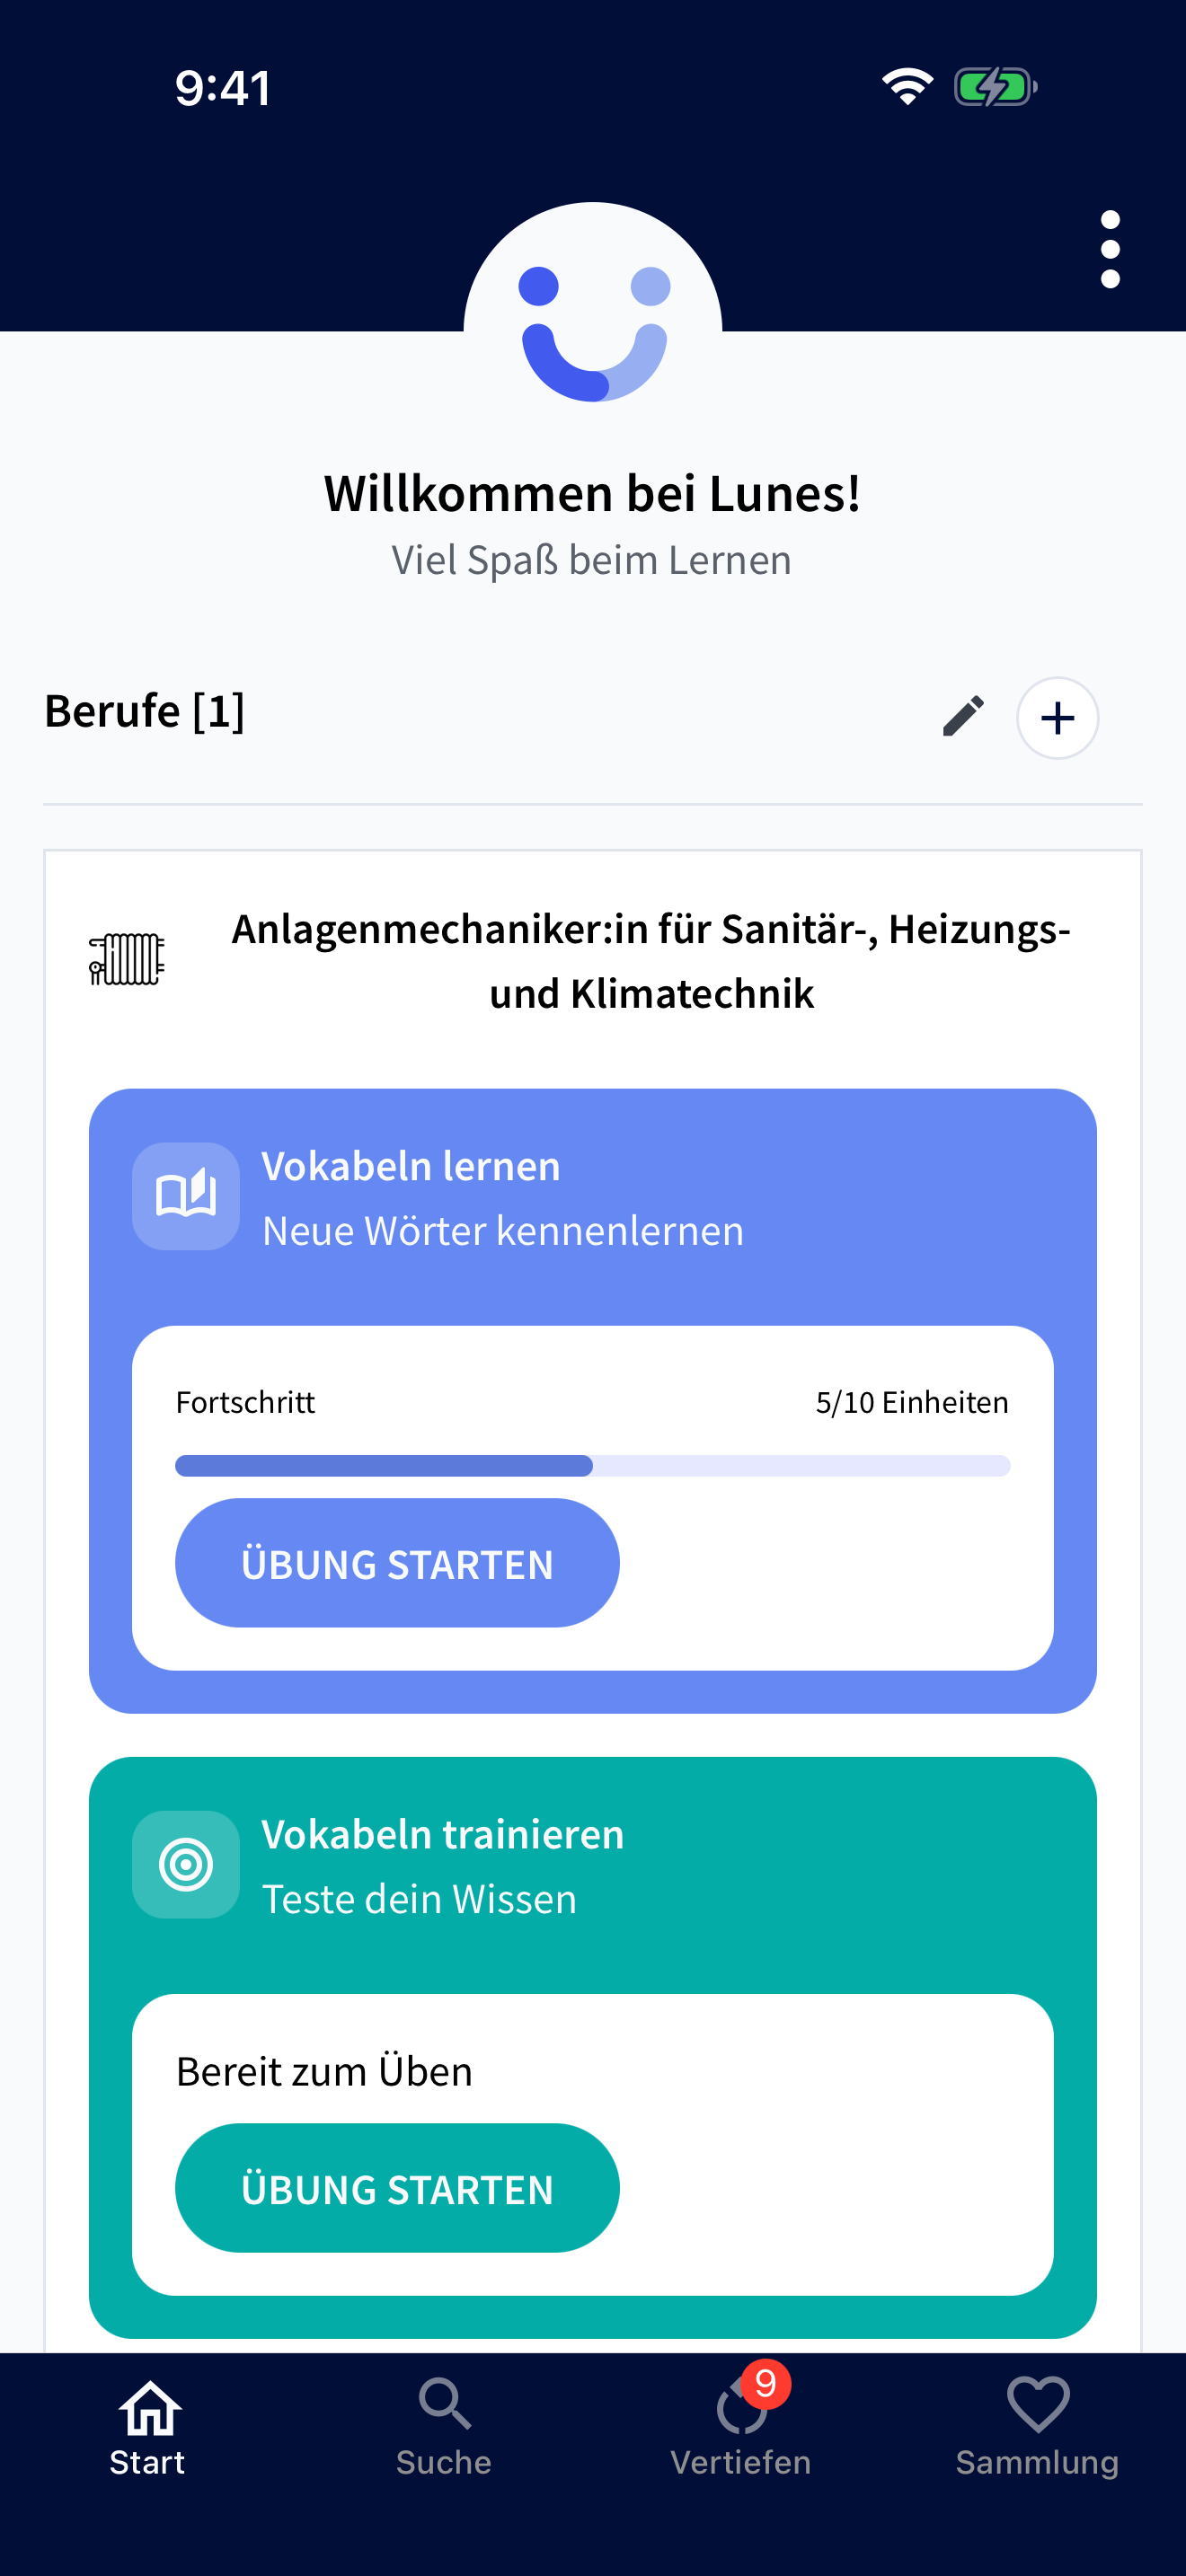 9:41
Willkommen bei Lunes!
Viel Spaß beim Lernen
Berufe [1]
Anlagenmechaniker:in für Sanitär-, Heizungs-
und Klimatechnik
Vokabeln lernen
Neue Wörter kennenlernen
Fortschritt 5/10 Einheiten
ÜBUNG STARTEN
Vokabeln trainieren
Teste dein Wissen
Bereit zum Üben
ÜBUNG STARTEN
9
Start Suche Vertiefen Sammlung